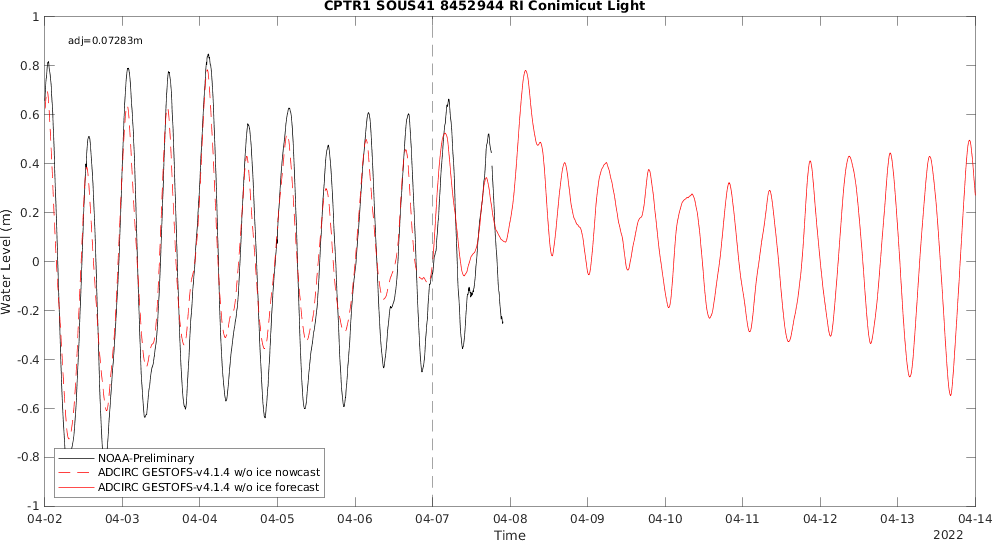 CPTR1 SOUS41 8452944 RI Conimicut Light
adj=0.07283m
1
0.8
0.6
0.4
0.2
0
-0.2
-0.4
-0.6
-0.8
-1
Water Level (m)
NOAA-Preliminary
ADCIRC GESTOFS-v4.1.4 w/o ice nowcast
ADCIRC GESTOFS-v4.1.4 w/o ice forecast
04-02 04-03 04-04 04-05 04-06 04-07 04-08 04-09 04-10 04-11 04-12 04-13 04-14
Time
2022